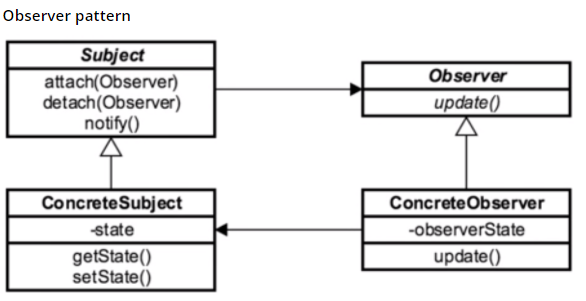 Observer pattern
Subject
attach(Observer)
detach(Observer)
notify()
Observer
update()
ConcreteSubject
-state
getState()
setState()
ConcreteObserver
-observerState
update()